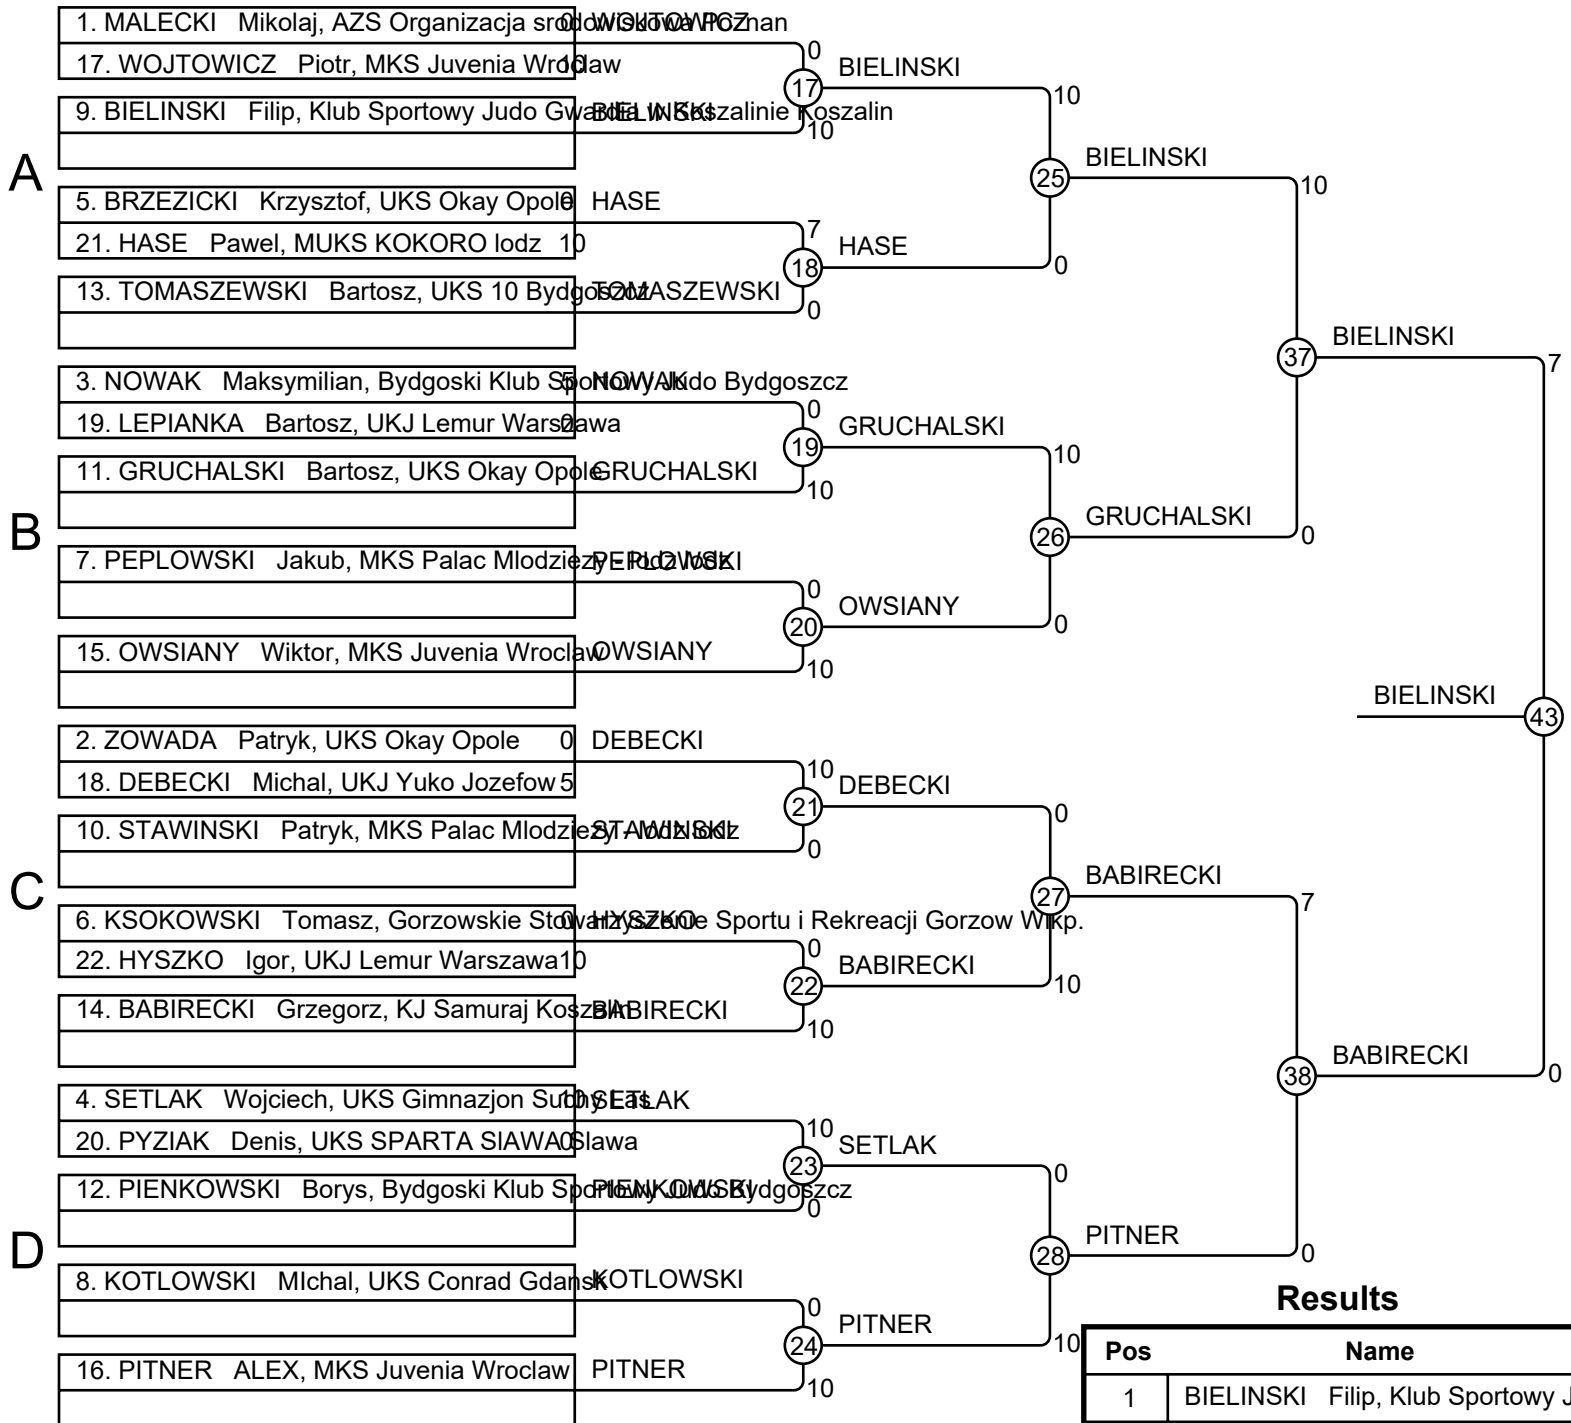 A
1. MALECKI Mikolaj, AZS Organizacja srodowiskowa Poznan 0 WOJTOWICZ
17. WOJTOWICZ Piotr, MKS Juvenia Wroclaw 10
9. BIELINSKI Filip, Klub Sportowy Judo Gwardia w Koszalinie Koszalin BIELINSKI
0
17 BIELINSKI
10
5. BRZEZICKI Krzysztof, UKS Okay Opole 0 HASE
21. HASE Pawel, MUKS KOKORO lodz 10
13. TOMASZEWSKI Bartosz, UKS 10 Bydgoszcz TOMASZEWSKI
7
18 HASE
0
10
25 BIELINSKI
0
B
3. NOWAK Maksymilian, Bydgoski Klub Sportowy Judo Bydgoszcz 5 NOWAK
19. LEPIANKA Bartosz, UKJ Lemur Warszawa 0
11. GRUCHALSKI Bartosz, UKS Okay Opole GRUCHALSKI
0
19 GRUCHALSKI
10
7. PEPLOWSKI Jakub, MKS Palac Mlodziezy - lodz lodz PEPLOWSKI
15. OWSIANY Wiktor, MKS Juvenia Wroclaw OWSIANY
0
20 OWSIANY
10
10
26 GRUCHALSKI
0
10
37 BIELINSKI
0
C
2. ZOWADA Patryk, UKS Okay Opole 0 DEBECKI
18. DEBECKI Michal, UKJ Yuko Jozefow 5
10. STAWINSKI Patryk, MKS Palac Mlodziezy - lodz lodz STAWINSKI
10
21 DEBECKI
0
6. KSOKOWSKI Tomasz, Gorzowskie Stowarzyszenie Sportu i Rekreacji Gorzow Wlkp. 0 HYSZKO
22. HYSZKO Igor, UKJ Lemur Warszawa 10
14. BABIRECKI Grzegorz, KJ Samuraj Koszalin BABIRECKI
0
22 BABIRECKI
10
0
27 BABIRECKI
10
D
4. SETLAK Wojciech, UKS Gimnazjon Suchy Las 10 SETLAK
20. PYZIAK Denis, UKS SPARTA SlAWA Slawa 0
12. PIENKOWSKI Borys, Bydgoski Klub Sportowy Judo Bydgoszcz PIENKOWSKI
10
23 SETLAK
0
8. KOTLOWSKI MIchal, UKS Conrad Gdansk KOTLOWSKI
16. PITNER ALEX, MKS Juvenia Wroclaw PITNER
0
24 PITNER
10
0
28 PITNER
10
7
38 BABIRECKI
0
7
BIELINSKI 43
0
Results
Pos Name
1 BIELINSKI Filip, Klub Sportowy J